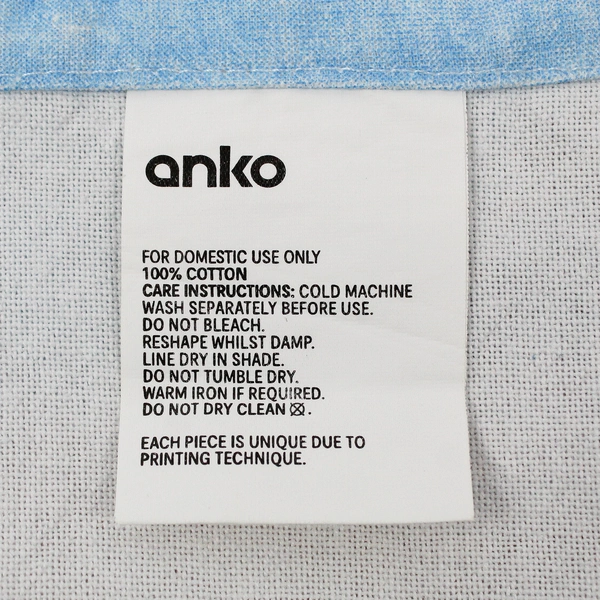 anko
FOR DOMESTIC USE ONLY
100% COTTON
CARE INSTRUCTIONS: COLD MACHINE
WASH SEPARATELY BEFORE USE.
DO NOT BLEACH.
RESHAPE WHILST DAMP.
LINE DRY IN SHADE.
DO NOT TUMBLE DRY.
WARM IRON IF REQUIRED.
DO NOT DRY CLEAN.
EACH PIECE IS UNIQUE DUE TO
PRINTING TECHNIQUE.